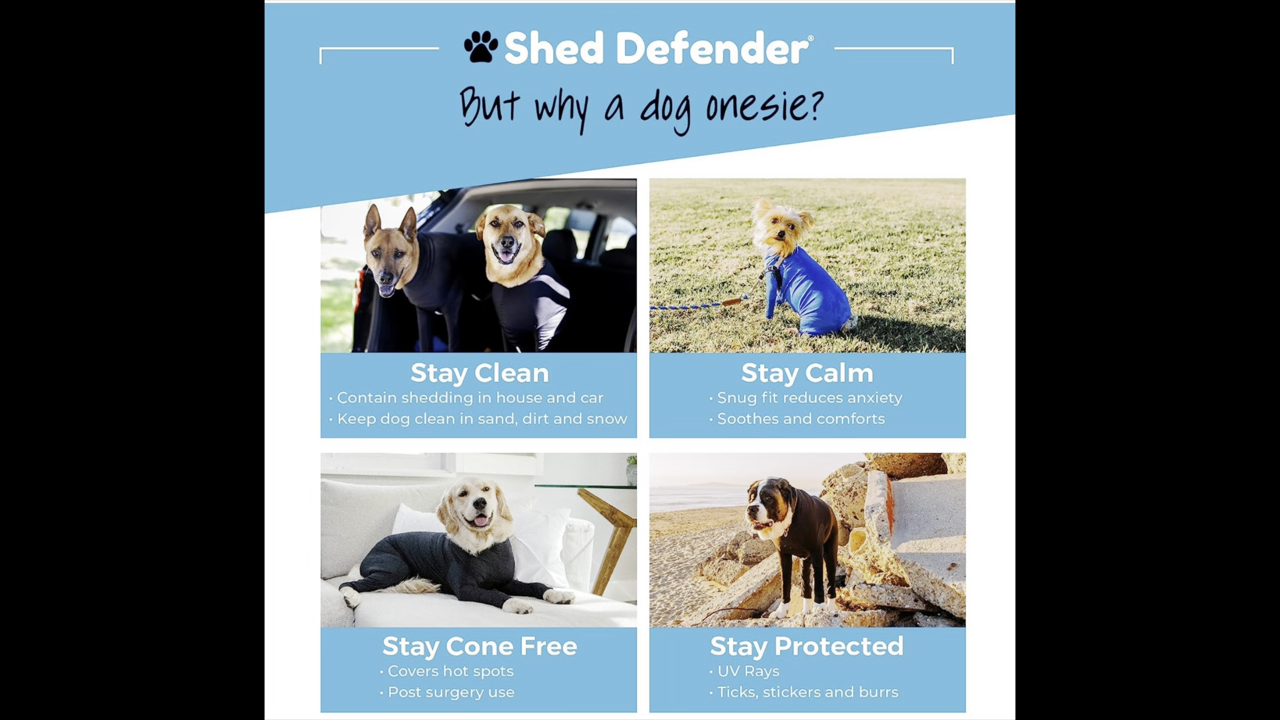 Shed Defender®
But why a dog onesie?
Stay Clean
• Contain shedding in house and car
• Keep dog clean in sand, dirt and snow
Stay Calm
• Snug fit reduces anxiety
• Soothes and comforts
Stay Cone Free
• Covers hot spots
• Post surgery use
Stay Protected
• UV Rays
• Ticks, stickers and burrs